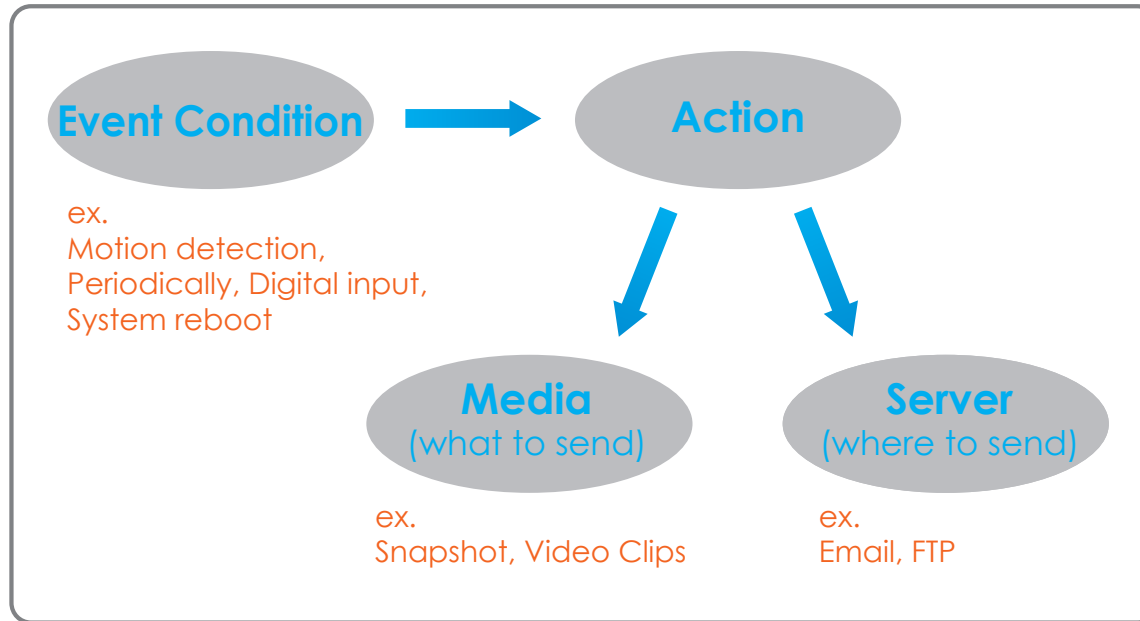 Event Condition
Action
ex.
Motion detection,
Periodically, Digital input,
System reboot
Media
(what to send)
Server
(where to send)
ex.
Snapshot, Video Clips
ex.
Email, FTP